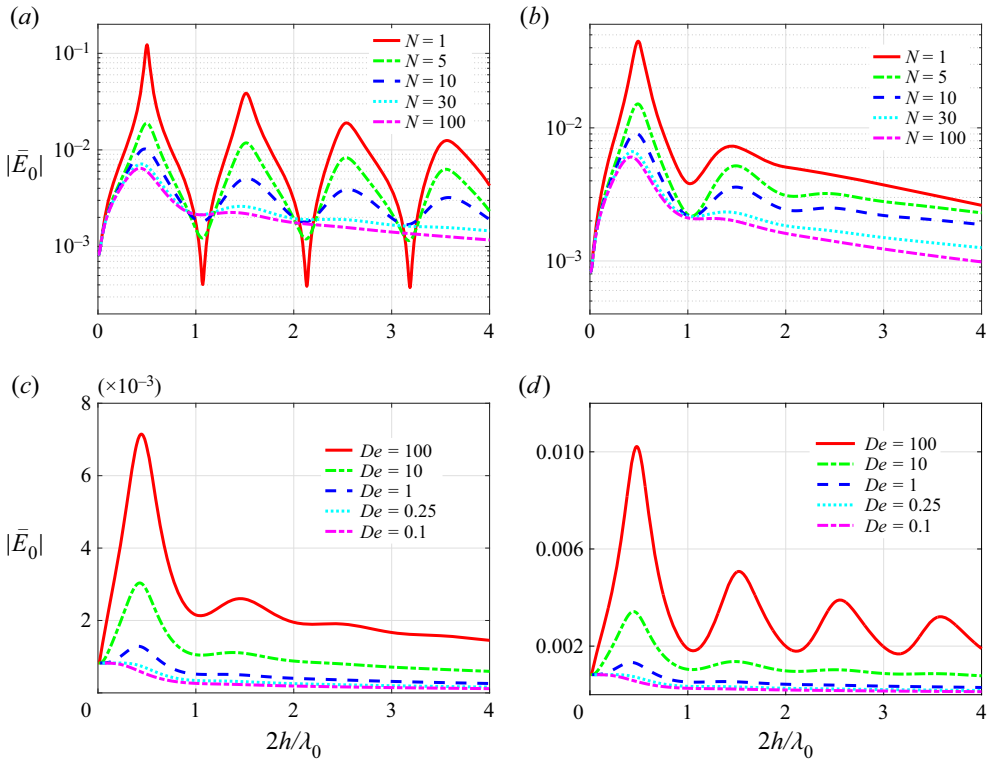 (a)
N = 1
N = 5
N = 10
N = 30
N = 100
10⁻¹
10⁻²
10⁻³
|Ē₀|
0 1 2 3 4
(b)
N = 1
N = 5
N = 10
N = 30
N = 100
10⁻²
10⁻³
0 1 2 3 4
(c)
(×10⁻³)
De = 100
De = 10
De = 1
De = 0.25
De = 0.1
8
6
4
2
|Ē₀|
0 1 2 3 4
2h/λ₀
(d)
De = 100
De = 10
De = 1
De = 0.25
De = 0.1
0.010
0.006
0.002
0 1 2 3 4
2h/λ₀